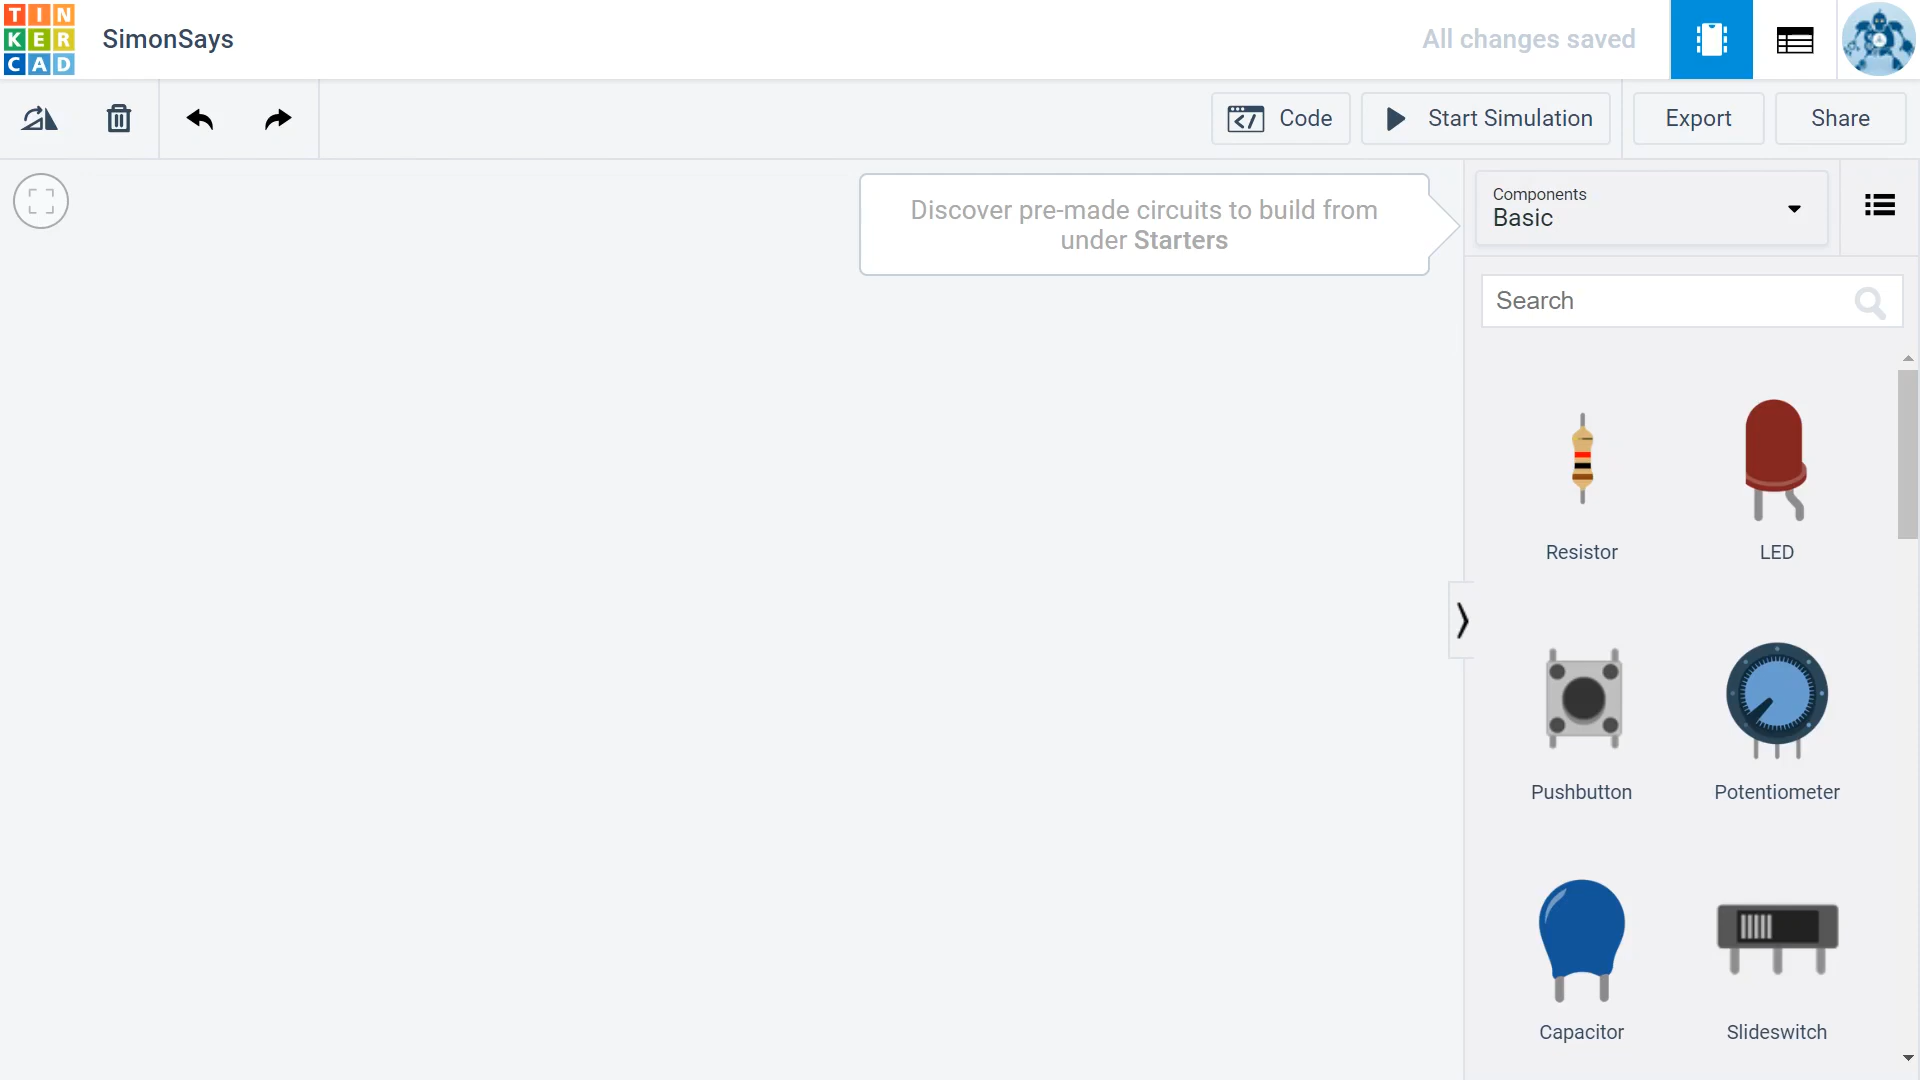 TIN
KER
CAD
SimonSays
All changes saved
Code
Start Simulation
Export
Share
Discover pre-made circuits to build from
under Starters
Components
Basic
Search
Resistor
LED
Pushbutton
Potentiometer
Capacitor
Slideswitch